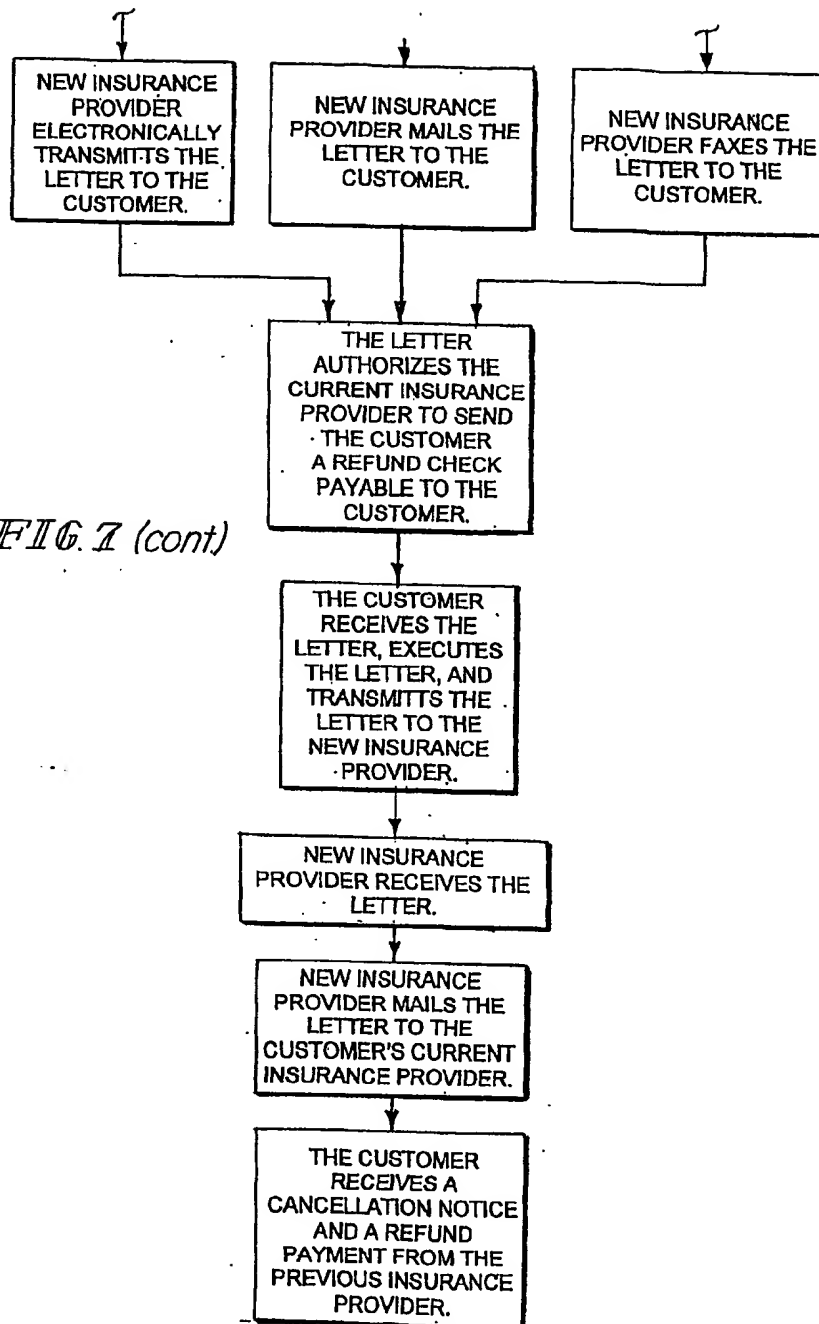 NEW INSURANCE
PROVIDER
ELECTRONICALLY
TRANSMITTS THE
LETTER TO THE
CUSTOMER.
NEW INSURANCE
PROVIDER MAILS THE
LETTER TO THE
CUSTOMER.
NEW INSURANCE
PROVIDER FAXES THE
LETTER TO THE
CUSTOMER.
THE LETTER
AUTHORIZES THE
CURRENT INSURANCE
PROVIDER TO SEND
THE CUSTOMER
A REFUND CHECK
PAYABLE TO THE
CUSTOMER.
FIG. 7 (cont)
THE CUSTOMER
RECEIVES THE
LETTER, EXECUTES
THE LETTER, AND
TRANSMITTS THE
LETTER TO THE
NEW INSURANCE
PROVIDER.
NEW INSURANCE
PROVIDER RECEIVES THE
LETTER.
NEW INSURANCE
PROVIDER MAILS THE
LETTER TO THE
CUSTOMER'S CURRENT
INSURANCE PROVIDER.
THE CUSTOMER
RECEIVES A
CANCELLATION NOTICE
AND A REFUND
PAYMENT FROM THE
PREVIOUS INSURANCE
PROVIDER.